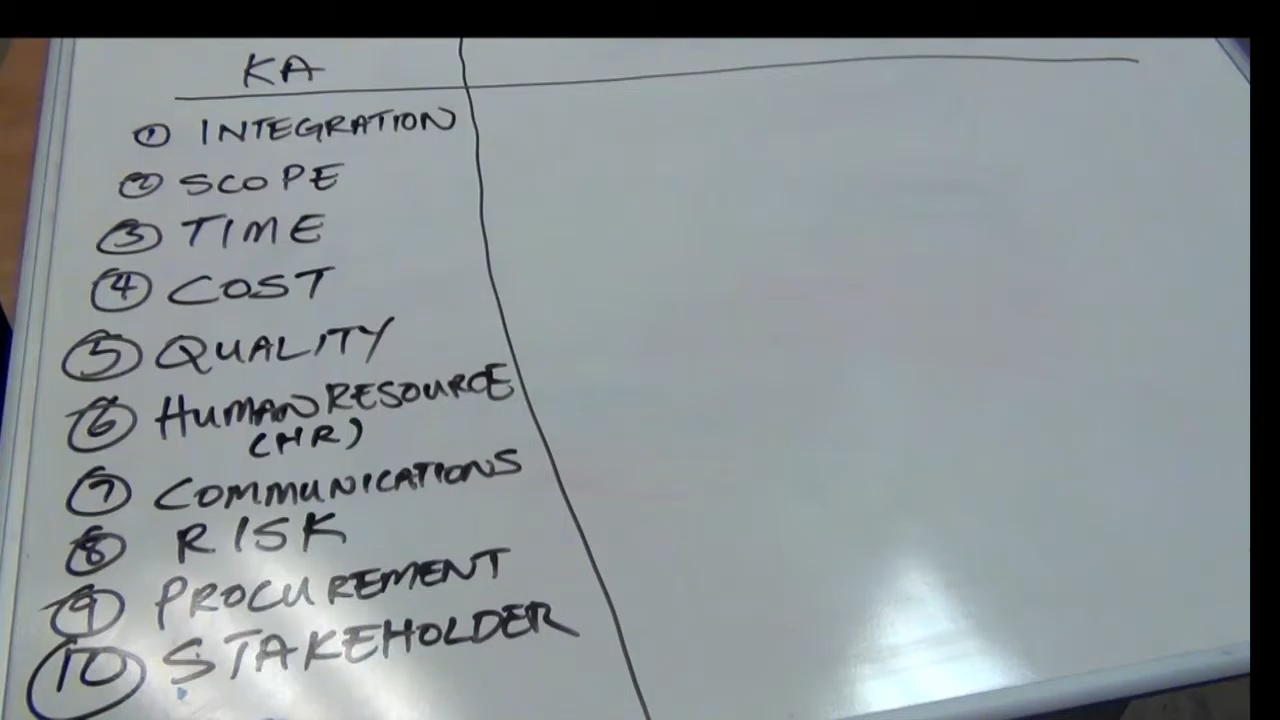 KA
1 INTEGRATION
2 SCOPE
3 TIME
4 COST
5 QUALITY
6 HUMAN RESOURCE
(HR)
7 COMMUNICATIONS
8 RISK
9 PROCUREMENT
10 STAKEHOLDER